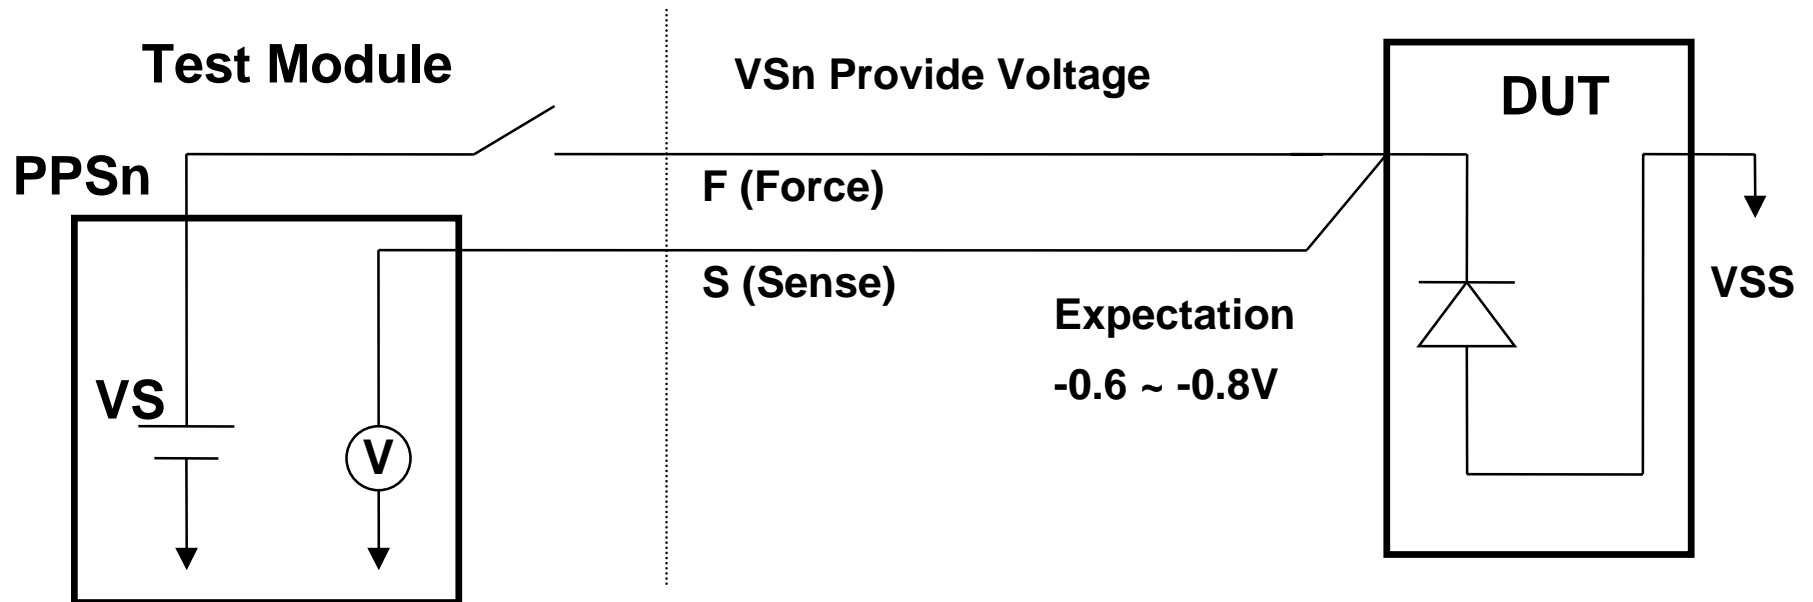 Test Module
VSn Provide Voltage
DUT
PPSn
F (Force)
S (Sense)
VSS
Expectation
-0.6 ~ -0.8V
VS
V